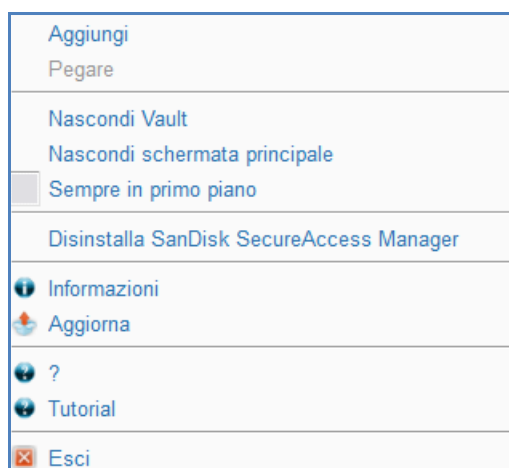 Aggiungi
Pegare
Nascondi Vault
Nascondi schermata principale
Sempre in primo piano
Disinstalla SanDisk SecureAccess Manager
Informazioni
Aggiorna
?
Tutorial
Esci